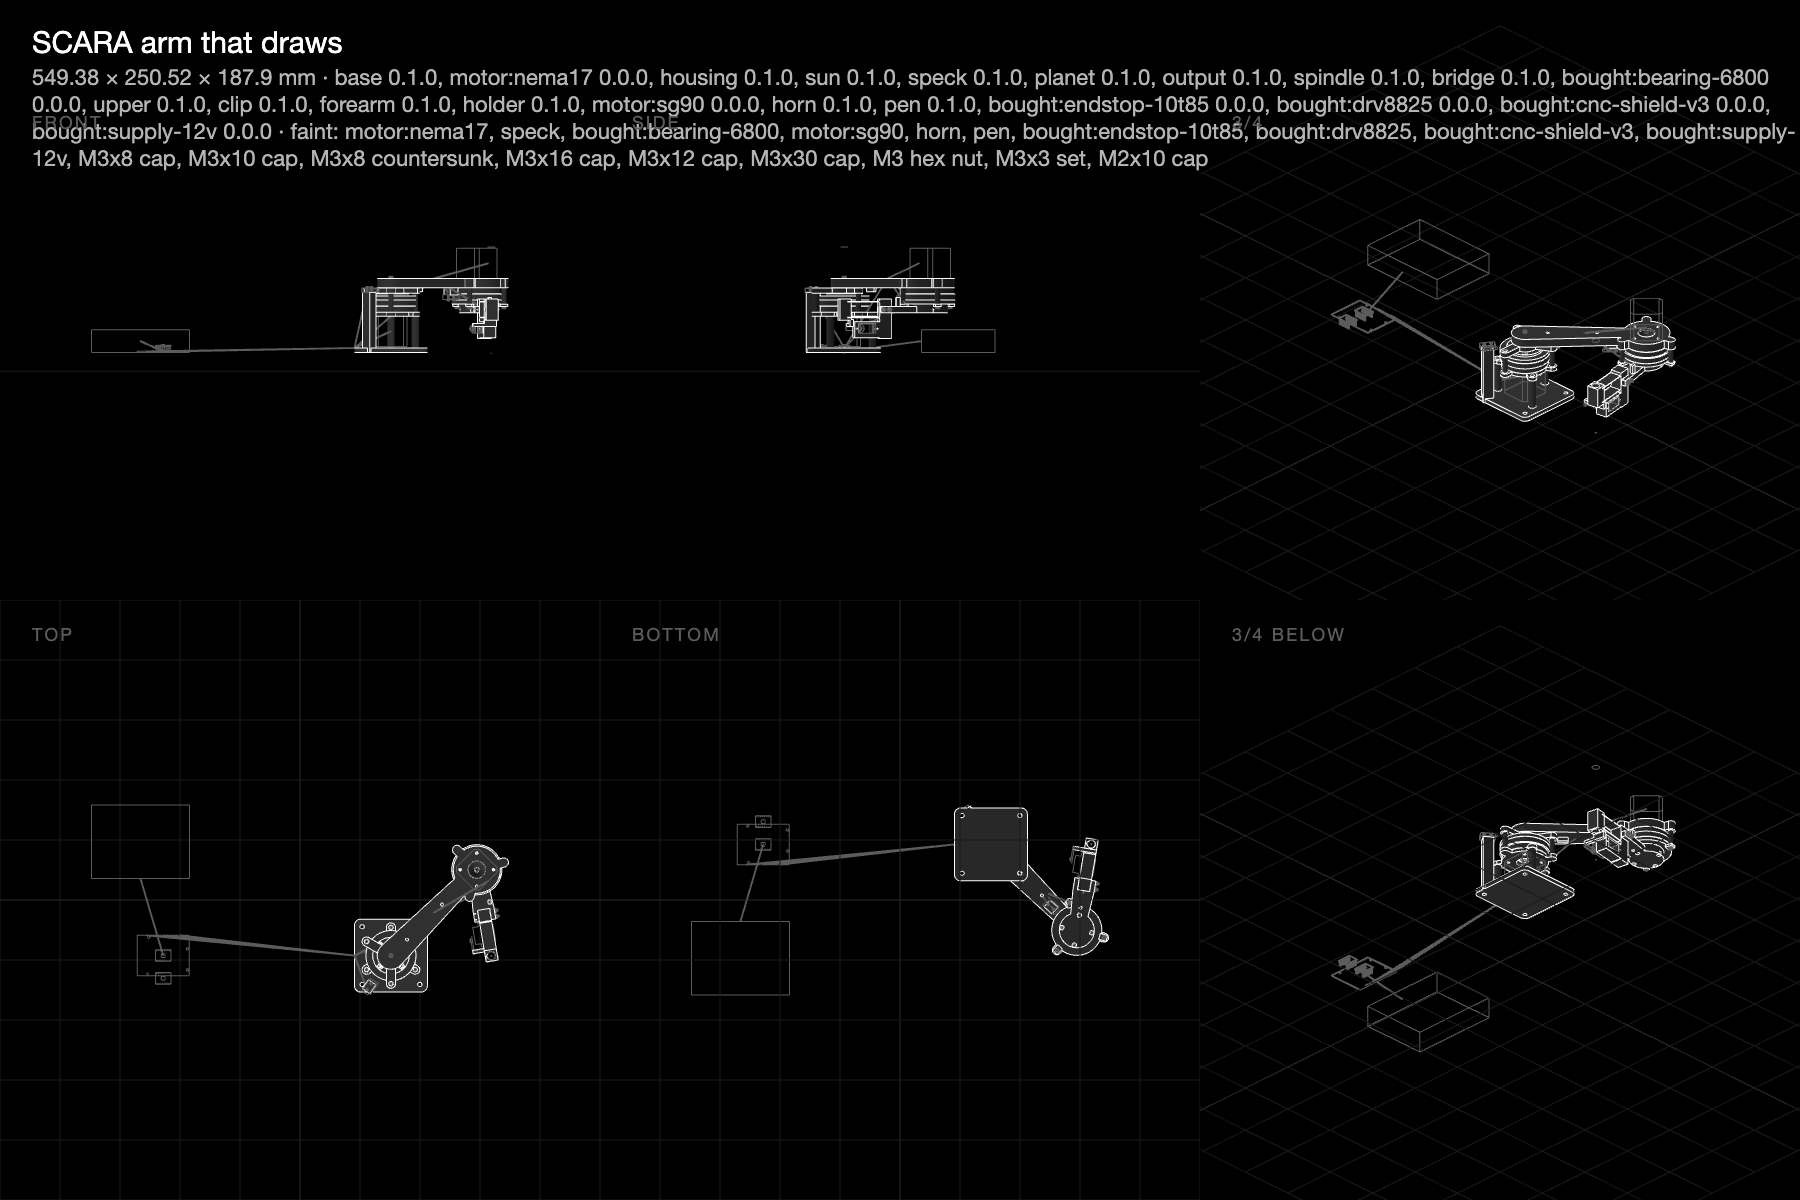 SCARA arm that draws
549.38 × 250.52 × 187.9 mm · base 0.1.0, motor:nema17 0.0.0, housing 0.1.0, sun 0.1.0, speck 0.1.0, planet 0.1.0, output 0.1.0, spindle 0.1.0, bridge 0.1.0, bought:bearing-6800
0.0.0, upper 0.1.0, clip 0.1.0, forearm 0.1.0, holder 0.1.0, motor:sg90 0.0.0, horn 0.1.0, pen 0.1.0, bought:endstop-10t85 0.0.0, bought:drv8825 0.0.0, bought:cnc-shield-v3 0.0.0,
bought:supply-12v 0.0.0 · faint: motor:nema17, speck, bought:bearing-6800, motor:sg90, horn, pen, bought:endstop-10t85, bought:drv8825, bought:cnc-shield-v3, bought:supply-
12v, M3x8 cap, M3x10 cap, M3x8 countersunk, M3x16 cap, M3x12 cap, M3x30 cap, M3 hex nut, M3x3 set, M2x10 cap
FRONT
SIDE
3/4
TOP
BOTTOM
3/4 BELOW